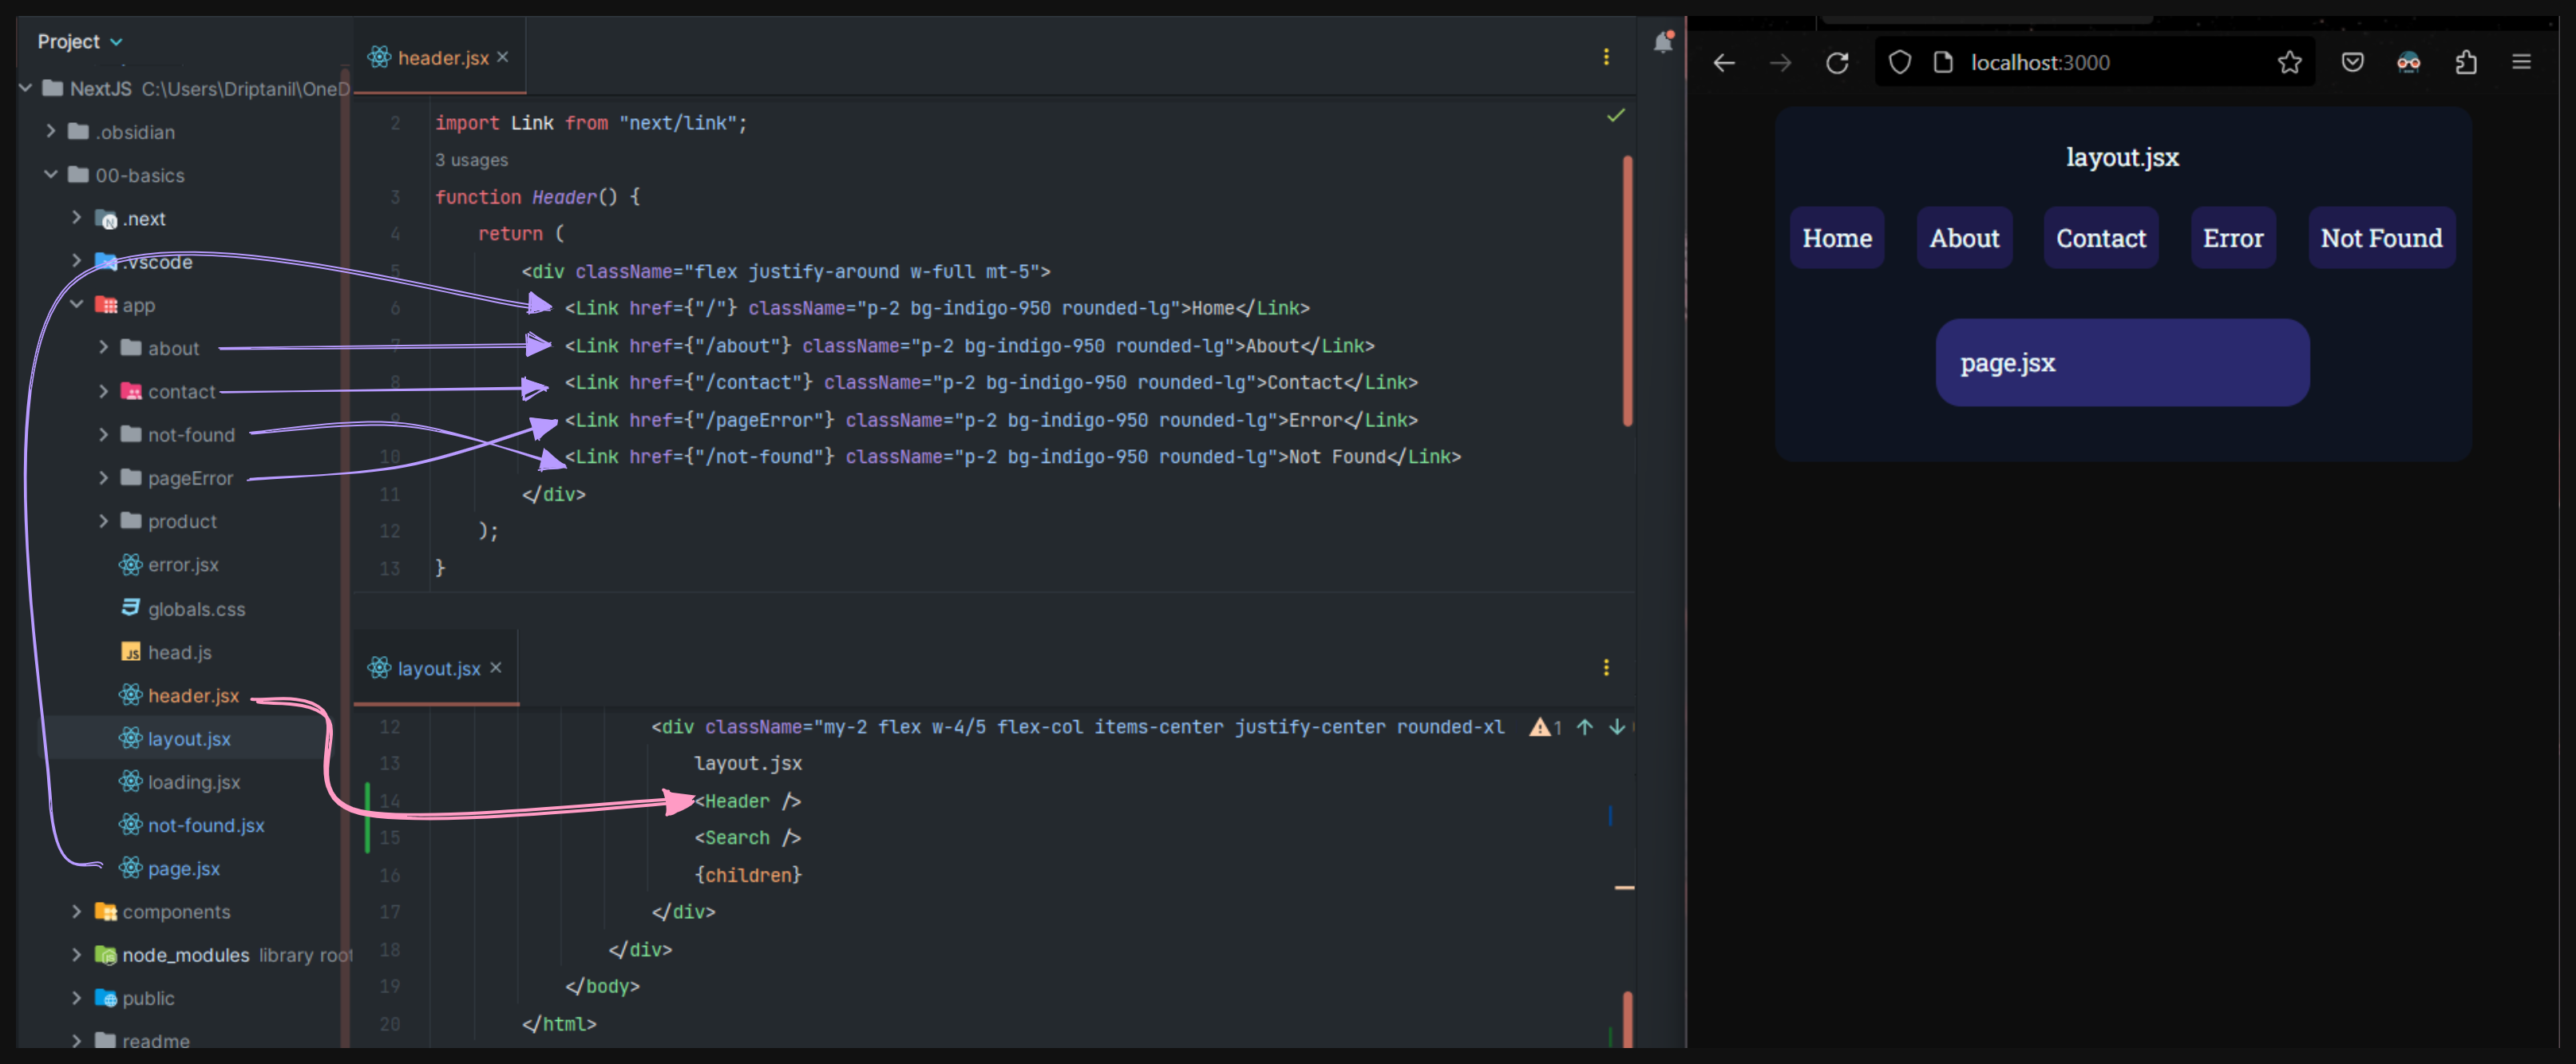 Project
NextJS C:\Users\Driptanil\OneD
.obsidian
00-basics
.next
.vscode
app
about
contact
not-found
pageError
product
error.jsx
globals.css
head.js
header.jsx
layout.jsx
loading.jsx
not-found.jsx
page.jsx
components
node_modules library root
public
readme
header.jsx
2 import Link from "next/link";
3 usages
3 function Header() {
4 return (
5 <div className="flex justify-around w-full mt-5">
6 <Link href={"/"} className="p-2 bg-indigo-950 rounded-lg">Home</Link>
7 <Link href={"/about"} className="p-2 bg-indigo-950 rounded-lg">About</Link>
8 <Link href={"/contact"} className="p-2 bg-indigo-950 rounded-lg">Contact</Link>
9 <Link href={"/pageError"} className="p-2 bg-indigo-950 rounded-lg">Error</Link>
10 <Link href={"/not-found"} className="p-2 bg-indigo-950 rounded-lg">Not Found</Link>
11 </div>
12 );
13 }
layout.jsx
12 <div className="my-2 flex w-4/5 flex-col items-center justify-center rounded-xl 1
13 layout.jsx
14 <Header />
15 <Search />
16 {children}
17 </div>
18 </div>
19 </body>
20 </html>
localhost:3000
layout.jsx
Home About Contact Error Not Found
page.jsx